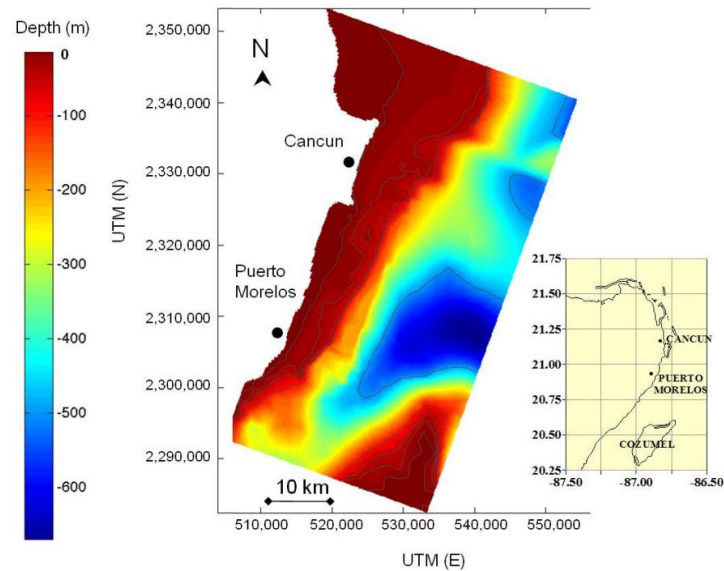 Depth (m)
0
-100
-200
-300
-400
-500
-600
UTM (N)
2,350,000
2,340,000
2,330,000
2,320,000
2,310,000
2,300,000
2,290,000
N
Cancun
Puerto
Morelos
10 km
510,000 520,000 530,000 540,000 550,000
UTM (E)
21.75
21.50
21.25
21.00
20.75
20.50
20.25
CANCUN
PUERTO
MORELOS
COZUMEL
-87.50 -87.00 -86.50